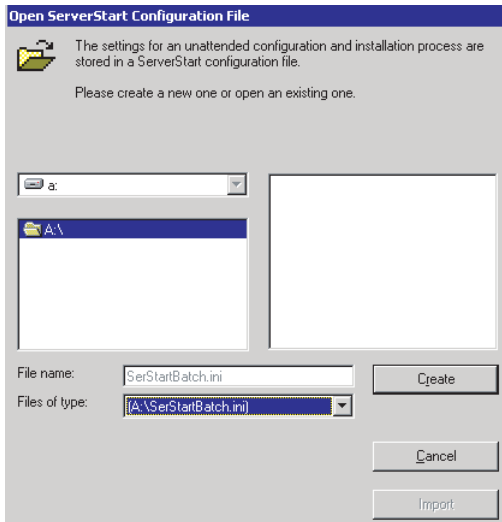 Open ServerStart Configuration File
The settings for an unattended configuration and installation process are
stored in a ServerStart configuration file.
Please create a new one or open an existing one.
a:
A:\
File name:
SerStartBatch.ini
Create
Files of type:
(A:\SerStartBatch.ini)
Cancel
Import